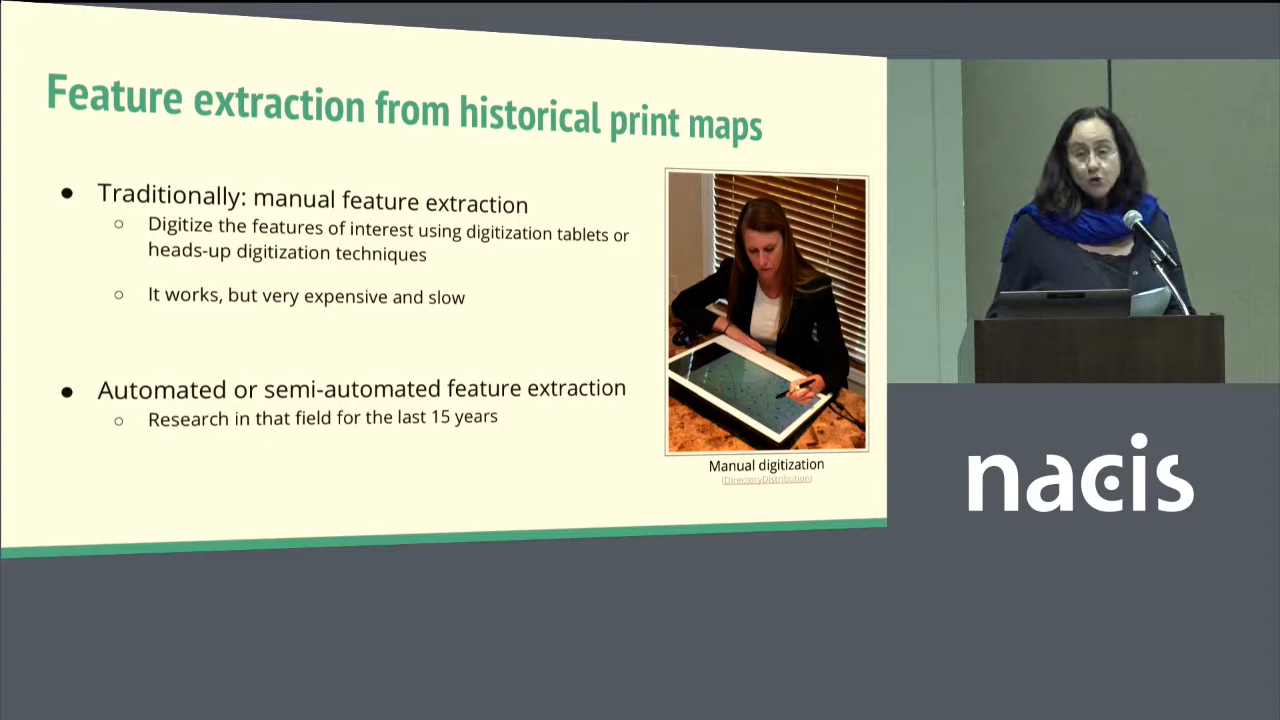 Feature extraction from historical print maps
● Traditionally: manual feature extraction
○ Digitize the features of interest using digitization tablets or
heads-up digitization techniques
○ It works, but very expensive and slow
● Automated or semi-automated feature extraction
○ Research in that field for the last 15 years
Manual digitization
(DirectoryDistribution)
nacis